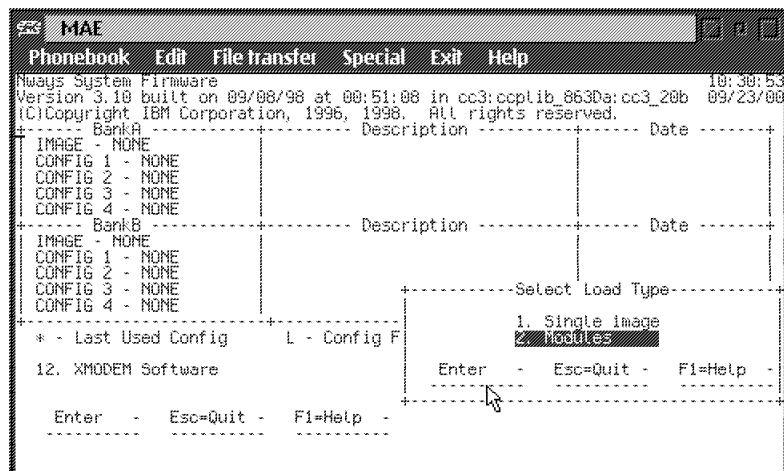 MAE
Phonebook Edit File transfer Special Exit Help
Nways System Firmware 10:30:53
Version 3.10 built on 09/08/98 at 00:51:08 in cc3:ccplib_863Da:cc3_20b 09/23/00
(C)Copyright IBM Corporation, 1996, 1998. All rights reserved.
BankA Description Date
IMAGE - NONE
CONFIG 1 - NONE
CONFIG 2 - NONE
CONFIG 3 - NONE
CONFIG 4 - NONE
BankB Description Date
IMAGE - NONE
CONFIG 1 - NONE
CONFIG 2 - NONE
CONFIG 3 - NONE
CONFIG 4 - NONE
* - Last Used Config L - Config F
12. XMODEM Software
Enter - Esc=Quit - F1=Help -
Select Load Type
1. Single image
2. Modules
Enter - Esc=Quit - F1=Help -